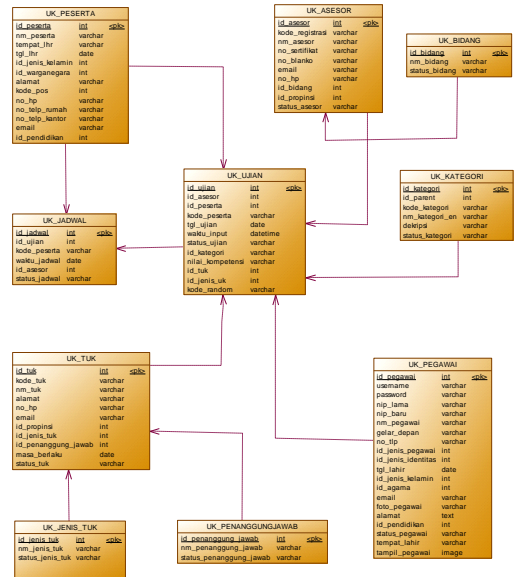 UK_PESERTA
id_peserta int <pk>
nm_peserta varchar
tempat_lhr varchar
tgl_lhr date
id_jenis_kelamin int
id_warganegara int
alamat varchar
kode_pos int
no_hp varchar
no_telp_rumah varchar
no_telp_kantor varchar
email varchar
id_pendidikan int
UK_ASESOR
id_asesor int <pk>
kode_registrasi varchar
nm_asesor varchar
no_sertifikat varchar
no_blanko varchar
email varchar
no_hp varchar
id_bidang int
id_propinsi int
status_asesor varchar
UK_BIDANG
id_bidang int <pk>
nm_bidang varchar
status_bidang varchar
UK_UJIAN
id_ujian int <pk>
id_asesor int
id_peserta int
kode_peserta varchar
tgl_ujian date
waktu_input datetime
status_ujian varchar
id_kategori int
nilai_kompetensi varchar
id_tuk int
id_jenis_uk int
kode_random varchar
UK_KATEGORI
id_kategori int <pk>
id_parent int
kode_kategori varchar
nm_kategori_en varchar
dekripsi varchar
status_kategori varchar
UK_JADWAL
id_jadwal int <pk>
id_ujian int
kode_peserta varchar
waktu_jadwal date
id_asesor int
status_jadwal varchar
UK_TUK
id_tuk int <pk>
kode_tuk varchar
nm_tuk varchar
alamat varchar
no_hp varchar
email varchar
id_propinsi int
id_jenis_tuk int
id_penanggung_jawab int
masa_berlaku date
status_tuk varchar
UK_PEGAWAI
id_pegawai int <pk>
username varchar
password varchar
nip_lama varchar
nip_baru varchar
nm_pegawai varchar
gelar_depan varchar
no_tlp varchar
id_jenis_pegawai int
id_jenis_identitas int
tgl_lahir date
id_jenis_kelamin int
id_agama int
email varchar
foto_pegawai varchar
alamat text
id_pendidikan int
status_pegawai varchar
tempat_lahir varchar
tampil_pegawai image
UK_JENIS_TUK
id_jenis_tuk int <pk>
nm_jenis_tuk varchar
status_jenis_tuk varchar
UK_PENANGGUNGJAWAB
id_penanggung_jawab int <pk>
nm_penanggung_jawab varchar
status_penanggung_jawab varchar